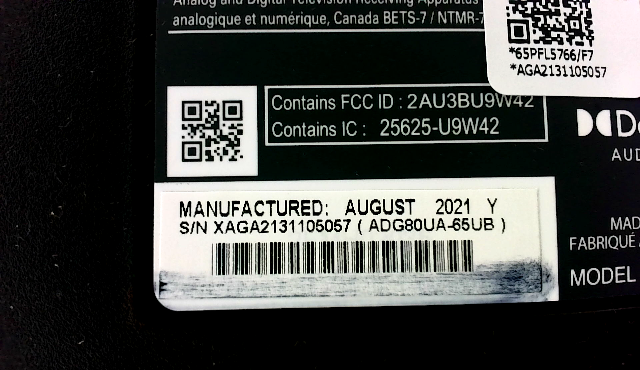 Analog and Digital Television Receiving Apparatus
analogique et numérique, Canada BETS-7 / NTMR-7
*65PFL5766/F7
*AGA2131105057
Contains FCC ID : 2AU3BU9W42
Contains IC : 25625-U9W42
AUD
MANUFACTURED: AUGUST 2021 Y
S/N XAGA2131105057 ( ADG80UA-65UB )
MAD
FABRIQUÉ
MODEL